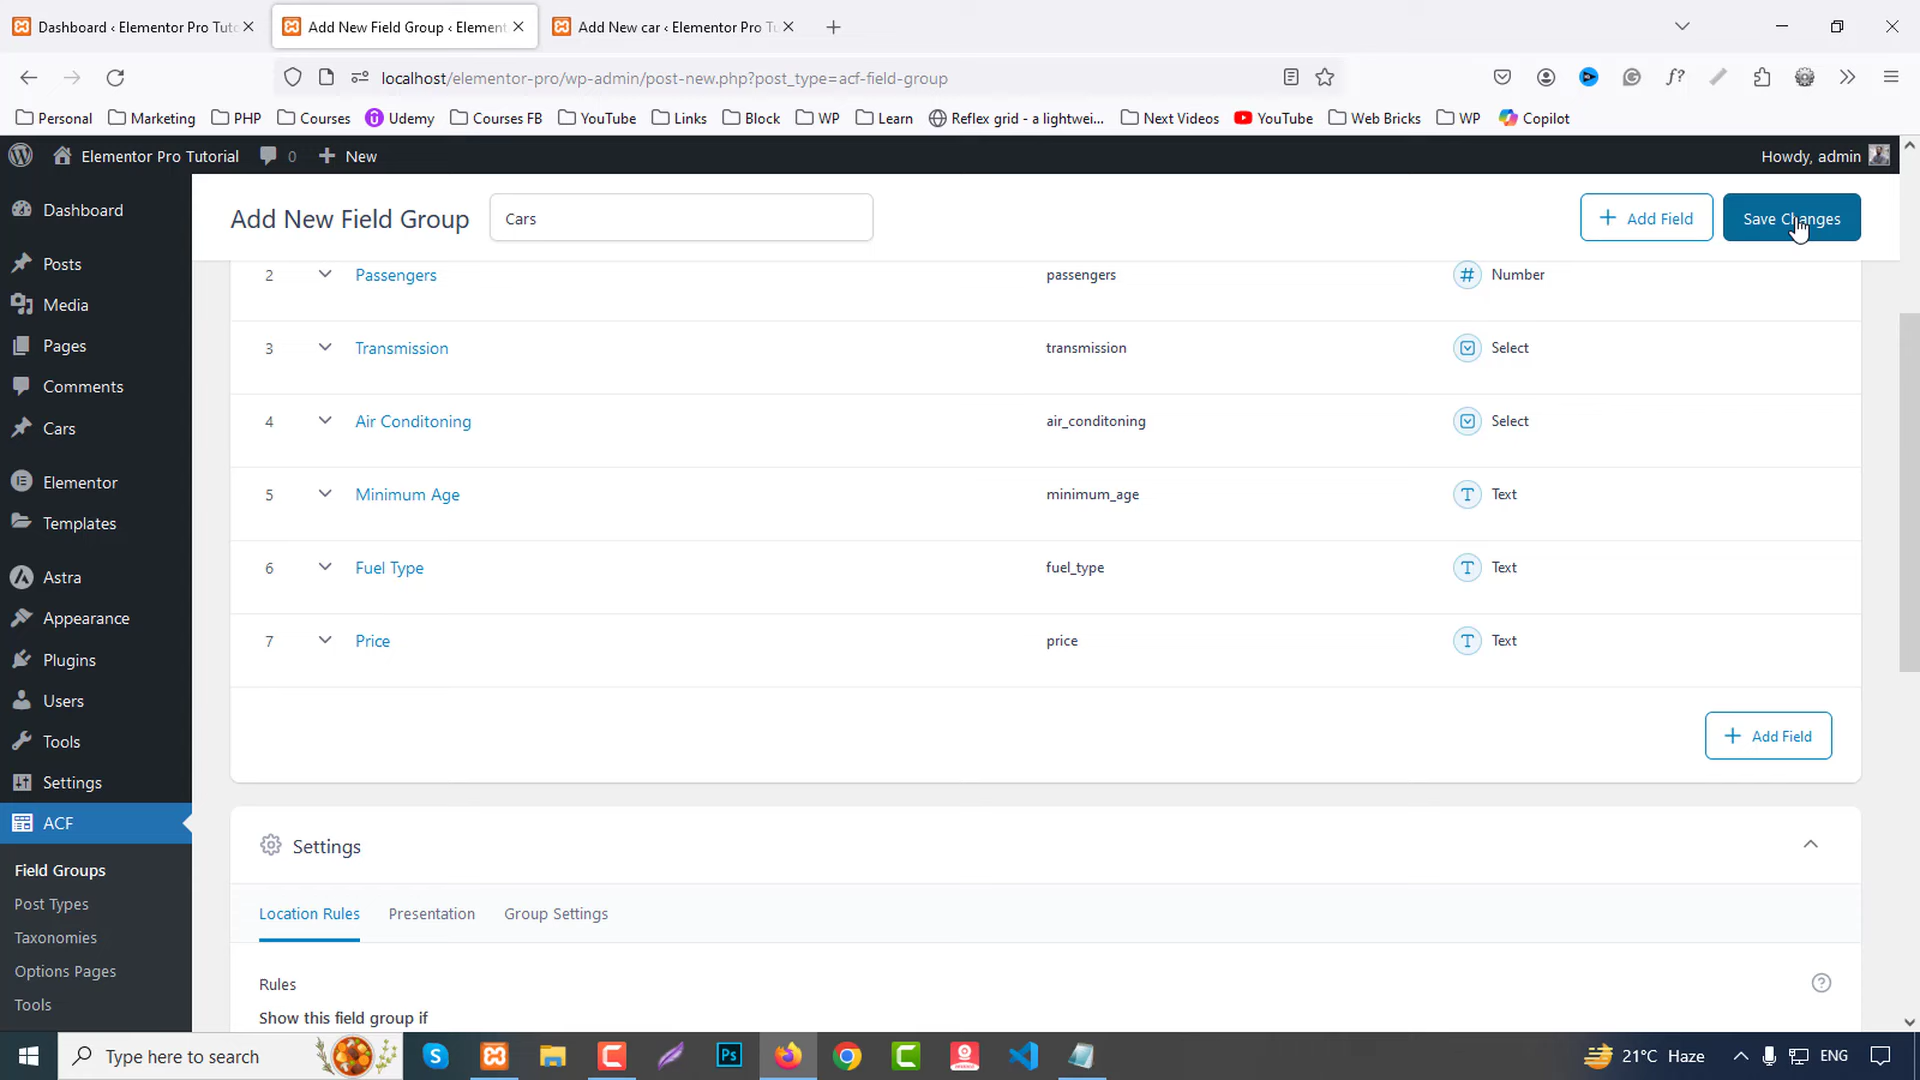 Dashboard ‹ Elementor Pro Tuto
Add New Field Group ‹ Element
Add New car ‹ Elementor Pro Tu
localhost/elementor-pro/wp-admin/post-new.php?post_type=acf-field-group
Personal
Marketing
PHP
Courses
Udemy
Courses FB
YouTube
Links
Block
WP
Learn
Reflex grid - a lightwei...
Next Videos
YouTube
Web Bricks
WP
Copilot
Elementor Pro Tutorial
0
New
Howdy, admin
Add New Field Group
Cars
Add Field
Save Changes
Dashboard
Posts
Media
Pages
Comments
Cars
Elementor
Templates
Astra
Appearance
Plugins
Users
Tools
Settings
ACF
Field Groups
Post Types
Taxonomies
Options Pages
Tools
2 Passengers passengers Number
3 Transmission transmission Select
4 Air Conditoning air_conditoning Select
5 Minimum Age minimum_age Text
6 Fuel Type fuel_type Text
7 Price price Text
Add Field
Settings
Location Rules
Presentation
Group Settings
Rules
Show this field group if
Type here to search
21°C Haze
ENG